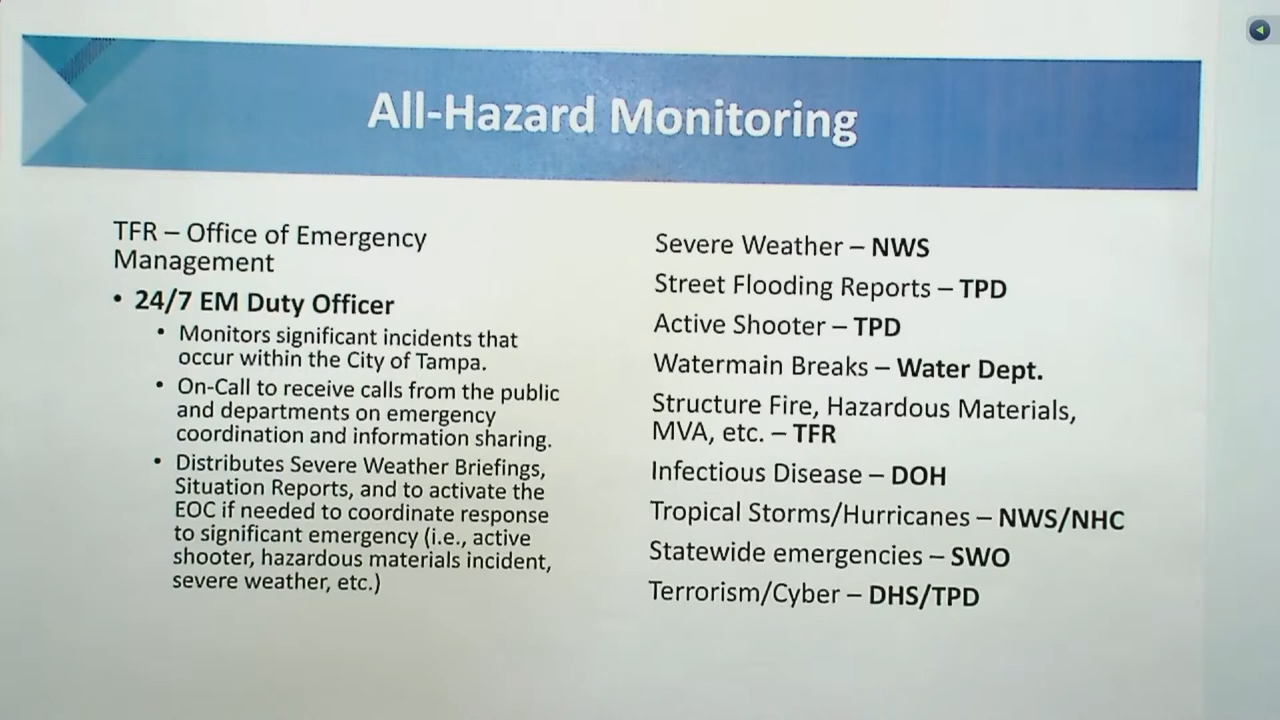 All-Hazard Monitoring
TFR – Office of Emergency
Management
• 24/7 EM Duty Officer
• Monitors significant incidents that
occur within the City of Tampa.
• On-Call to receive calls from the public
and departments on emergency
coordination and information sharing.
• Distributes Severe Weather Briefings,
Situation Reports, and to activate the
EOC if needed to coordinate response
to significant emergency (i.e., active
shooter, hazardous materials incident,
severe weather, etc.)
Severe Weather – NWS
Street Flooding Reports – TPD
Active Shooter – TPD
Watermain Breaks – Water Dept.
Structure Fire, Hazardous Materials,
MVA, etc. – TFR
Infectious Disease – DOH
Tropical Storms/Hurricanes – NWS/NHC
Statewide emergencies – SWO
Terrorism/Cyber – DHS/TPD